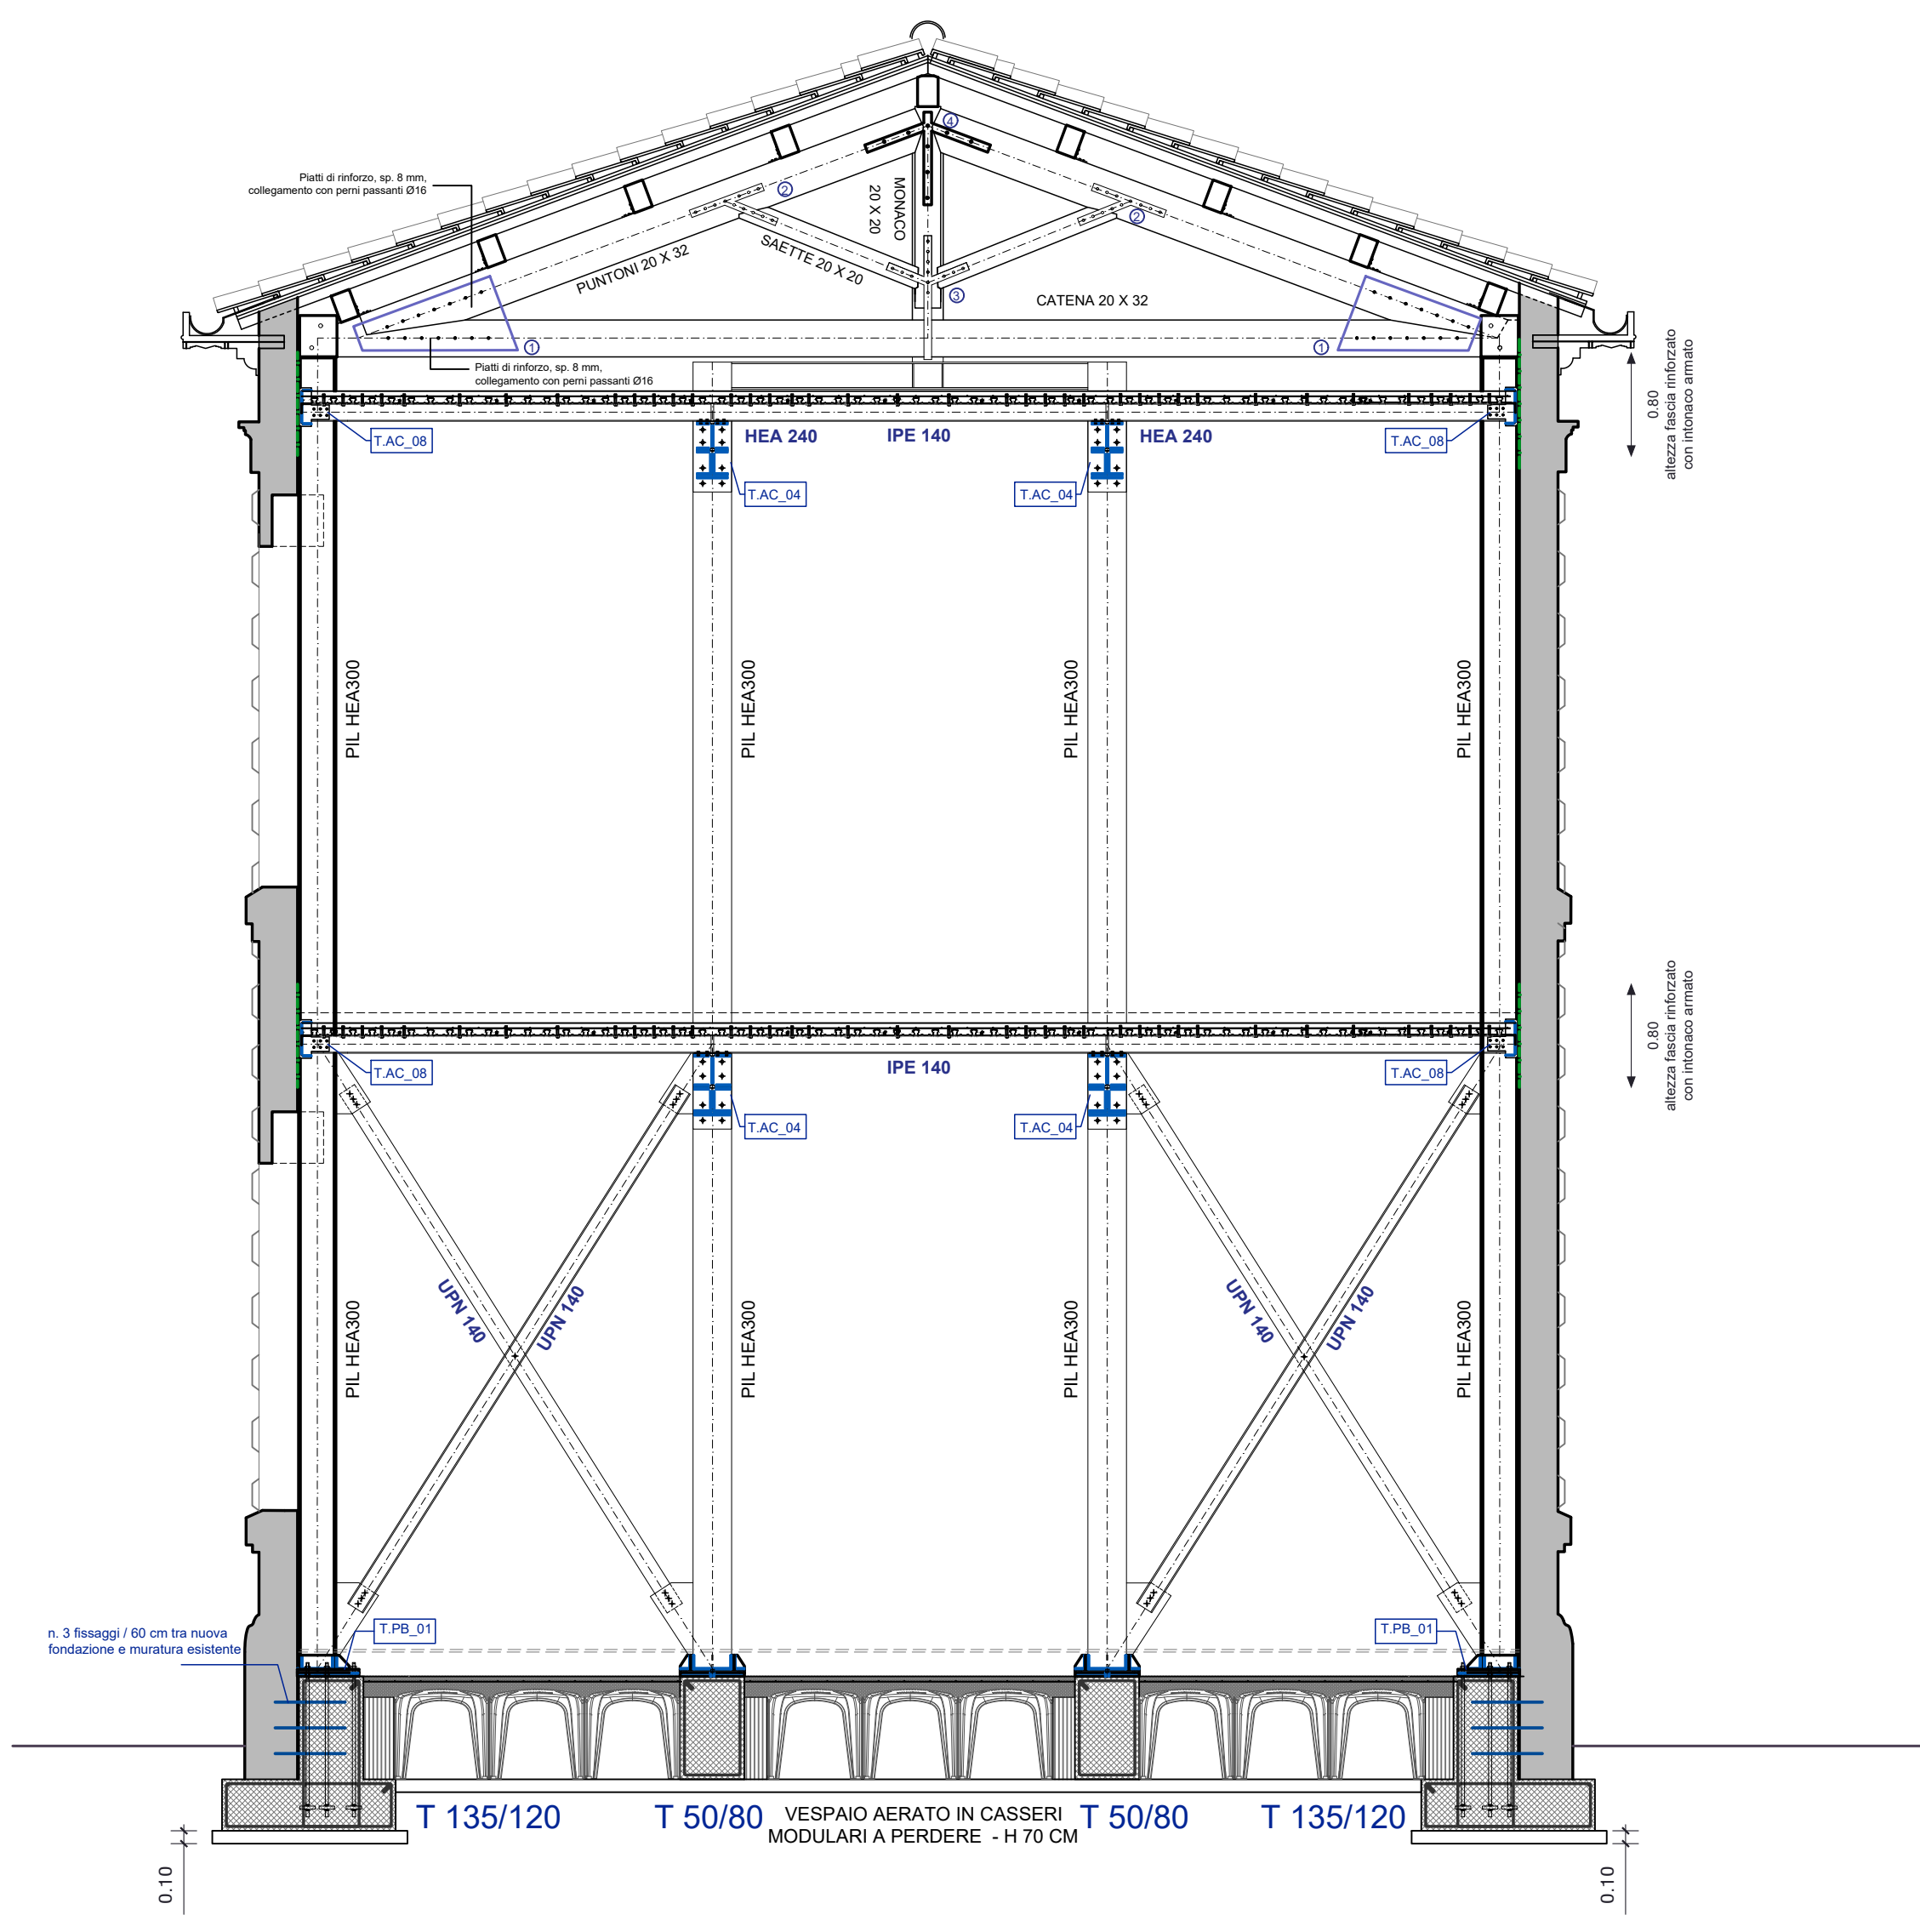 4
Piatti di rinforzo, sp. 8 mm,
collegamento con perni passanti Ø16
2
2
MONACO
20 X 20
SAETTE 20 X 20
PUNTONI 20 X 32
3
CATENA 20 X 32
1
1
Piatti di rinforzo, sp. 8 mm,
collegamento con perni passanti Ø16
0.80
altezza fascia rinforzato
con intonaco armato
T.AC_08
HEA 240
IPE 140
HEA 240
T.AC_08
T.AC_04
T.AC_04
PIL HEA300
PIL HEA300
PIL HEA300
PIL HEA300
0.80
altezza fascia rinforzato
con intonaco armato
T.AC_08
IPE 140
T.AC_08
T.AC_04
T.AC_04
UPN 140
UPN 140
UPN 140
UPN 140
PIL HEA300
PIL HEA300
PIL HEA300
PIL HEA300
n. 3 fissaggi / 60 cm tra nuova
fondazione e muratura esistente
T.PB_01
T.PB_01
T 135/120
T 50/80
VESPAIO AERATO IN CASSERI
MODULARI A PERDERE - H 70 CM
T 50/80
T 135/120
0.10
0.10